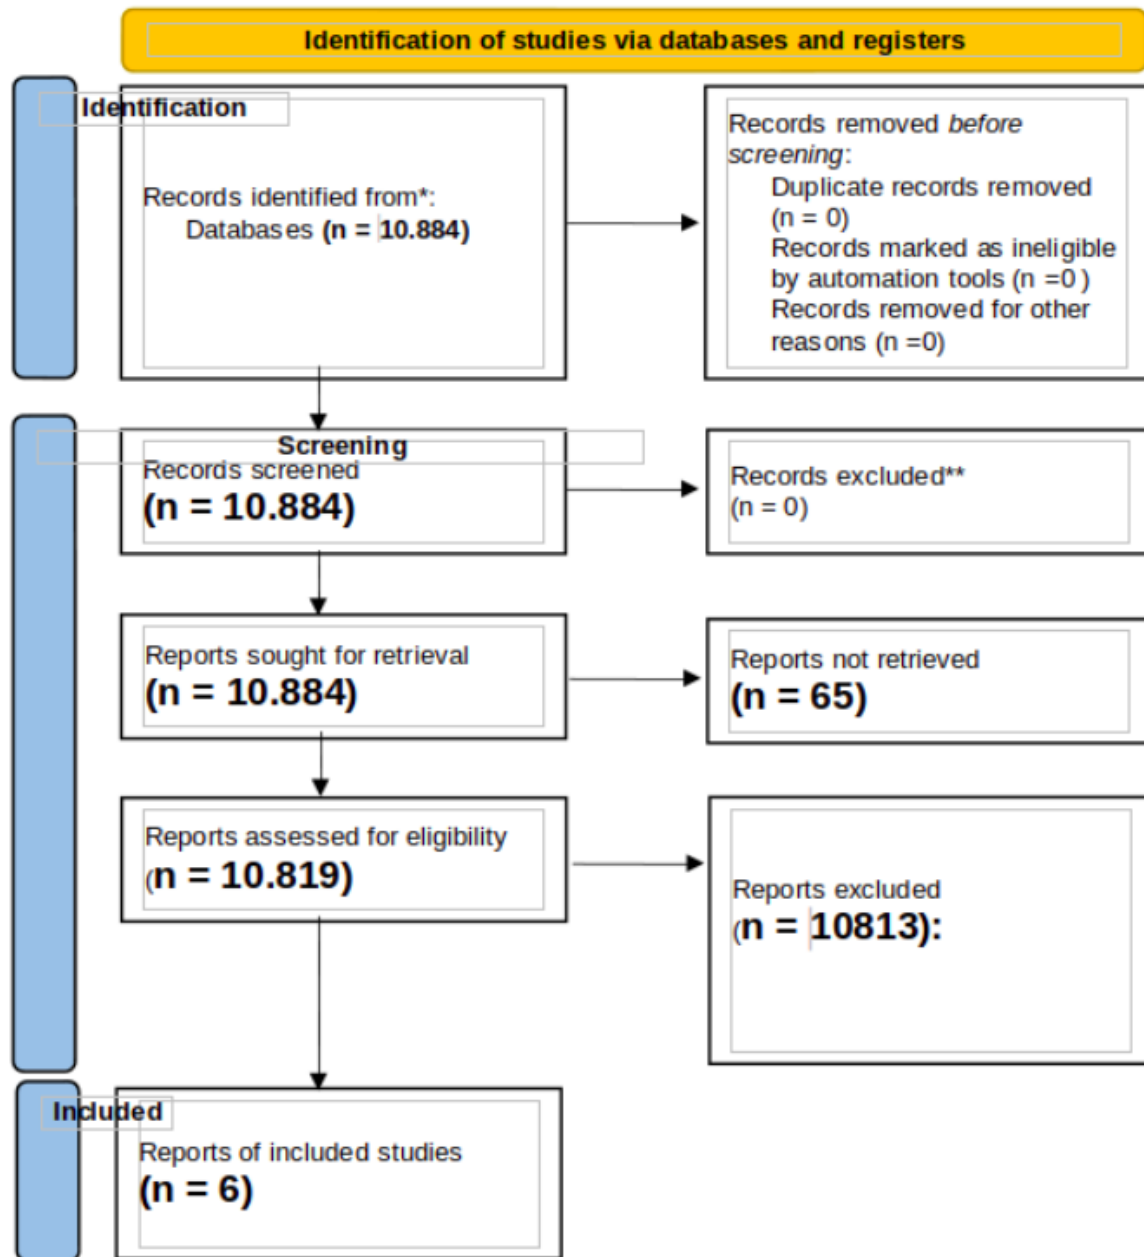 Identification of studies via databases and registers
Identification
Records identified from*:
Databases (n = 10.884)
Records removed before
screening:
Duplicate records removed
(n = 0)
Records marked as ineligible
by automation tools (n =0 )
Records removed for other
reasons (n =0)
Screening
Records screened
(n = 10.884)
Records excluded**
(n = 0)
Reports sought for retrieval
(n = 10.884)
Reports not retrieved
(n = 65)
Reports assessed for eligibility
(n = 10.819)
Reports excluded
(n = 10813):
Included
Reports of included studies
(n = 6)